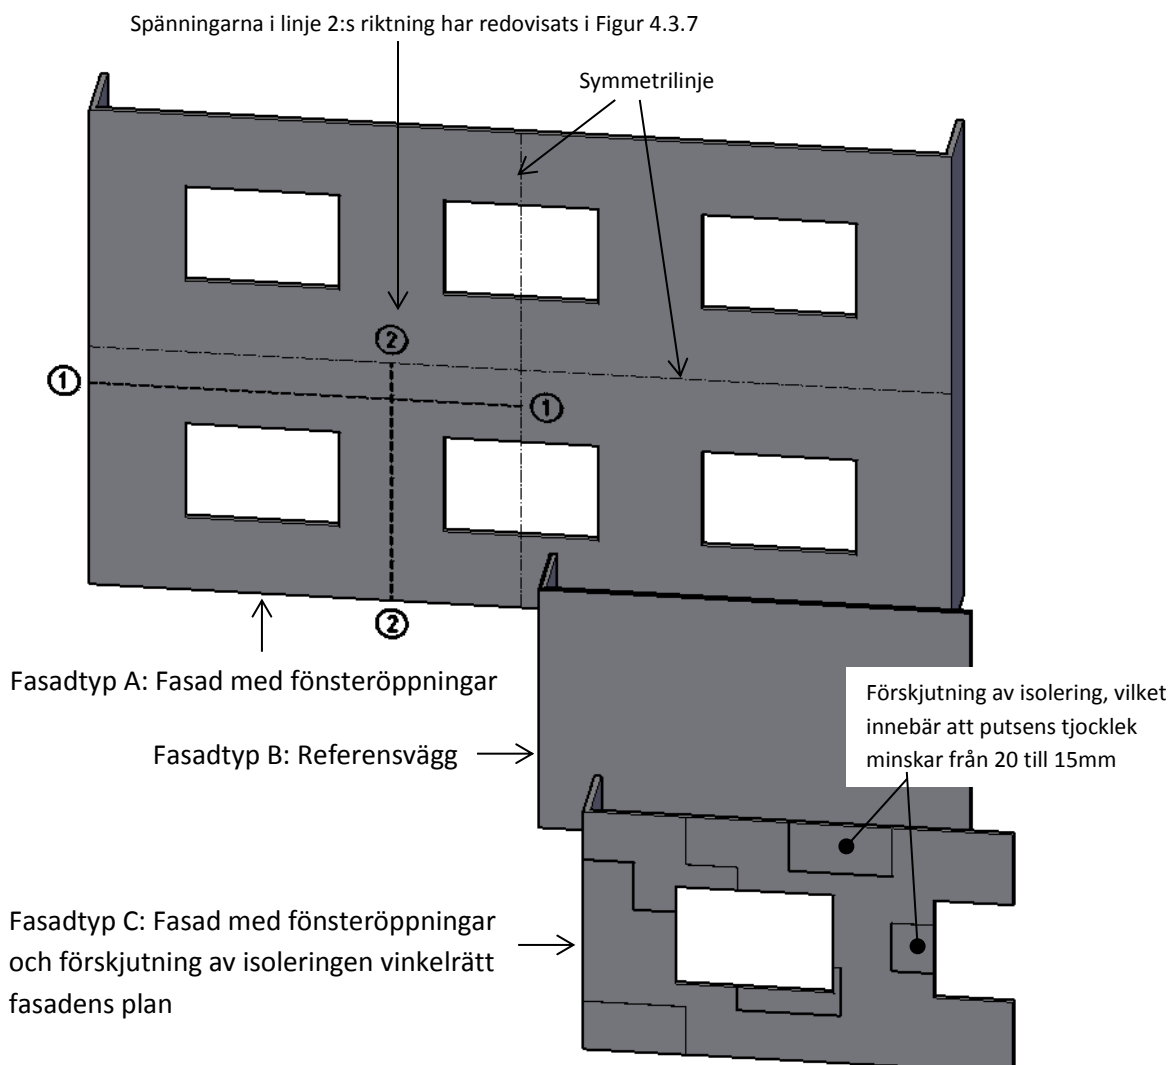 Spänningarna i linje 2:s riktning har redovisats i Figur 4.3.7
Symmetrilinje
2
1
1
2
Fasadtyp A: Fasad med fönsteröppningar
Fasadtyp B: Referensvägg
Förskjutning av isolering, vilket
innebär att putsens tjocklek
minskar från 20 till 15mm
Fasadtyp C: Fasad med fönsteröppningar
och förskjutning av isoleringen vinkelrätt
fasadens plan